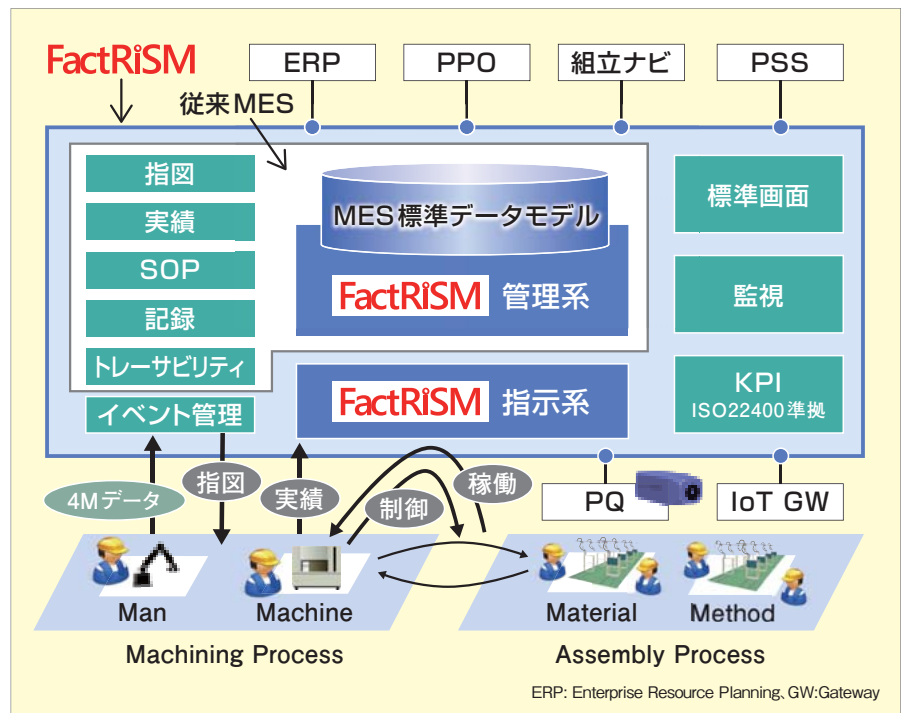 FactRiSM
ERP
PPO
組立ナビ
PSS
従来MES
指図
実績
SOP
記録
トレーサビリティ
イベント管理
MES標準データモデル
FactRiSM 管理系
FactRiSM 指示系
標準画面
監視
KPI
ISO22400準拠
4Mデータ
指図
実績
制御
稼働
PQ
IoT GW
Man
Machine
Material
Method
Machining Process
Assembly Process
ERP: Enterprise Resource Planning、GW:Gateway